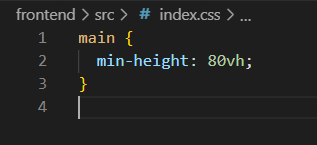 frontend > src > # index.css > ...
1 main {
2   min-height: 80vh;
3 }
4